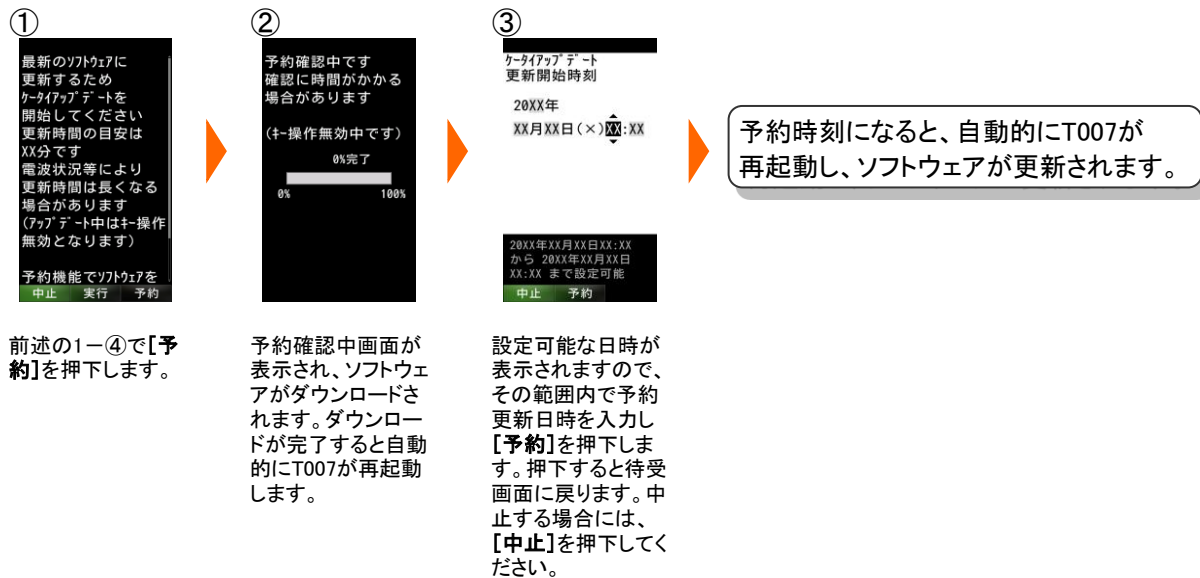 ①
最新のｿﾌﾄｳｪｱに
更新するため
ｹｰﾀｲｱｯﾌﾟﾃﾞｰﾄを
開始してください
更新時間の目安は
XX分です
電波状況等により
更新時間は長くなる
場合があります
(ｱｯﾌﾟﾃﾞｰﾄ中はｷｰ操作
無効となります)
予約機能でｿﾌﾄｳｪｱを
中止 実行 予約
前述の1－④で[予
約]を押下します。
②
予約確認中です
確認に時間がかかる
場合があります
(ｷｰ操作無効中です)
0%完了
0% 100%
予約確認中画面が
表示され、ソフトウェ
アがダウンロードさ
れます。ダウンロー
ドが完了すると自動
的にT007が再起動
します。
③
ｹｰﾀｲｱｯﾌﾟﾃﾞｰﾄ
更新開始時刻
20XX年
XX月XX日(×)XX:XX
20XX年XX月XX日XX:XX
から 20XX年XX月XX日
XX:XX まで設定可能
中止 予約
設定可能な日時が
表示されますので、
その範囲内で予約
更新日時を入力し
[予約]を押下しま
す。押下すると待受
画面に戻ります。中
止する場合には、
[中止]を押下してく
ださい。
予約時刻になると、自動的にT007が
再起動し、ソフトウェアが更新されます。